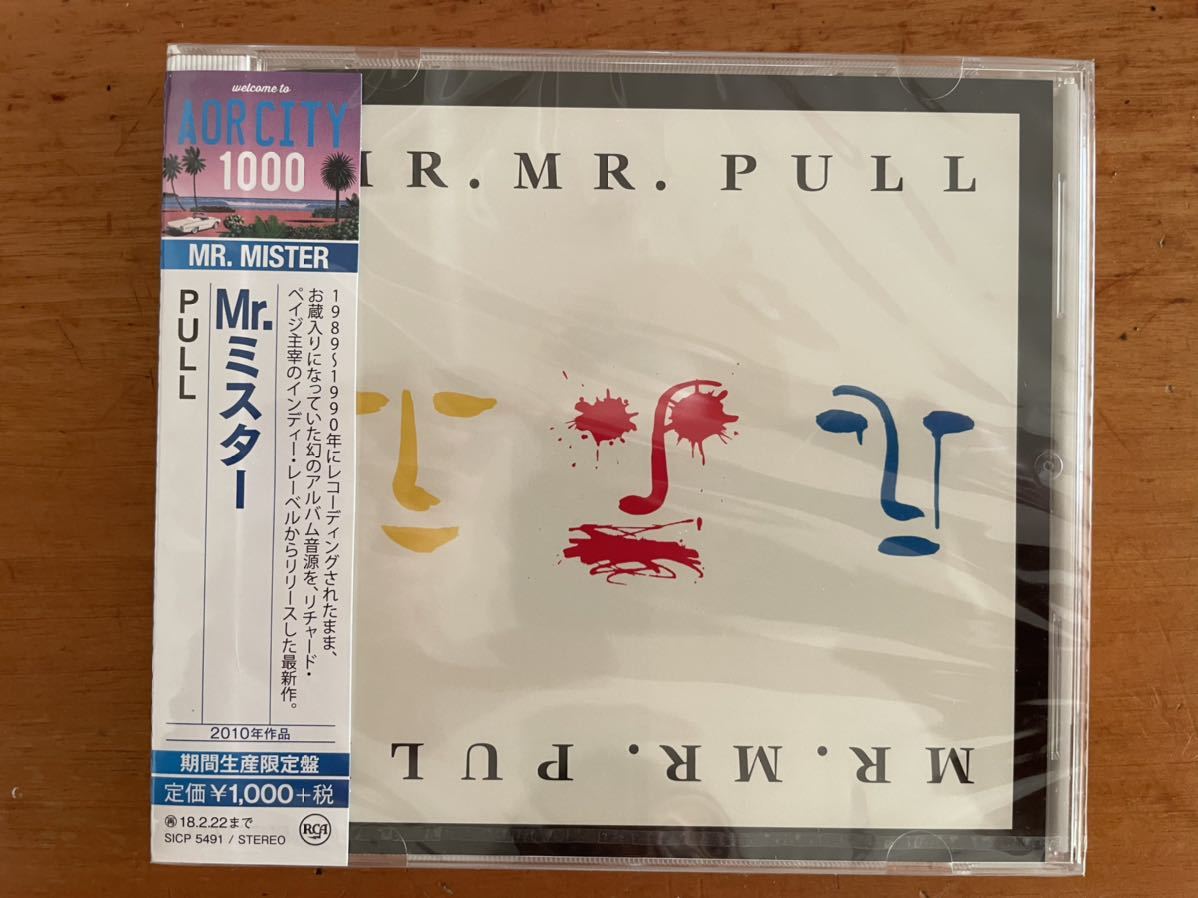 welcome to
AOR CITY
1000
MR. MISTER
1989〜1990年にレコーディングされたまま、
お蔵入りになっていた幻のアルバム音源を、リチャード・
ペイジ主宰のインディー・レーベルからリリースした最新作。
Mr.ミスター
PULL
2010年作品
期間生産限定盤
定価¥1,000+税
Ⓗ18.2.22まで
SICP 5491 / STEREO
RCA
MR. MR. PULL
MR. MR. PUL